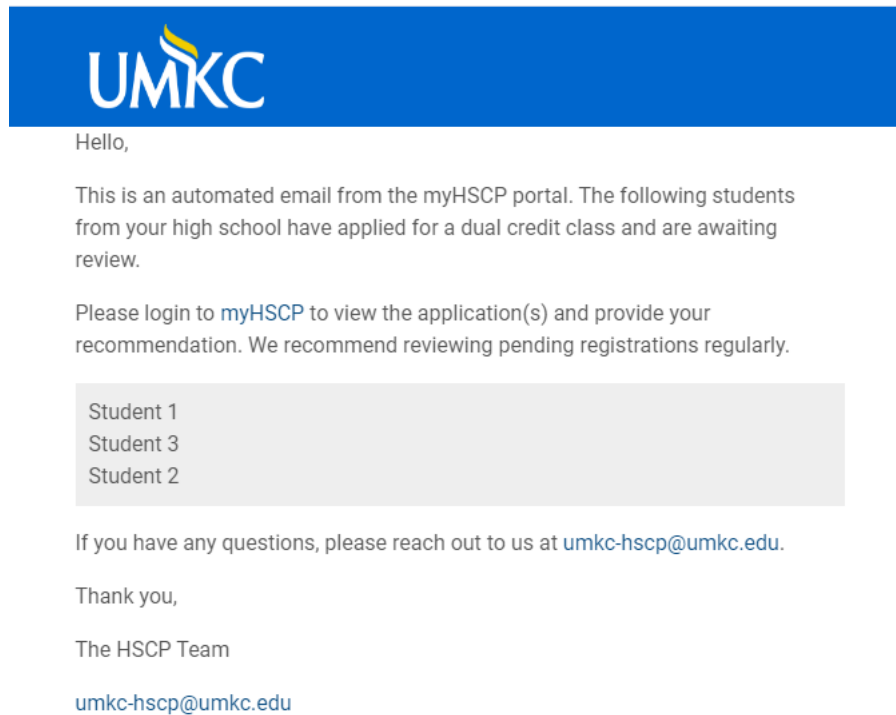 UMKC
Hello,
This is an automated email from the myHSCP portal. The following students
from your high school have applied for a dual credit class and are awaiting
review.
Please login to myHSCP to view the application(s) and provide your
recommendation. We recommend reviewing pending registrations regularly.
Student 1
Student 3
Student 2
If you have any questions, please reach out to us at umkc-hscp@umkc.edu.
Thank you,
The HSCP Team
umkc-hscp@umkc.edu